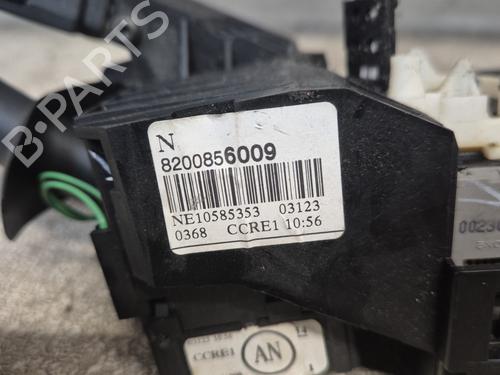 B-PARTS
N
8200856009
NE10585353 03123
0368 CCRE1 10:56
CCRE1
AN